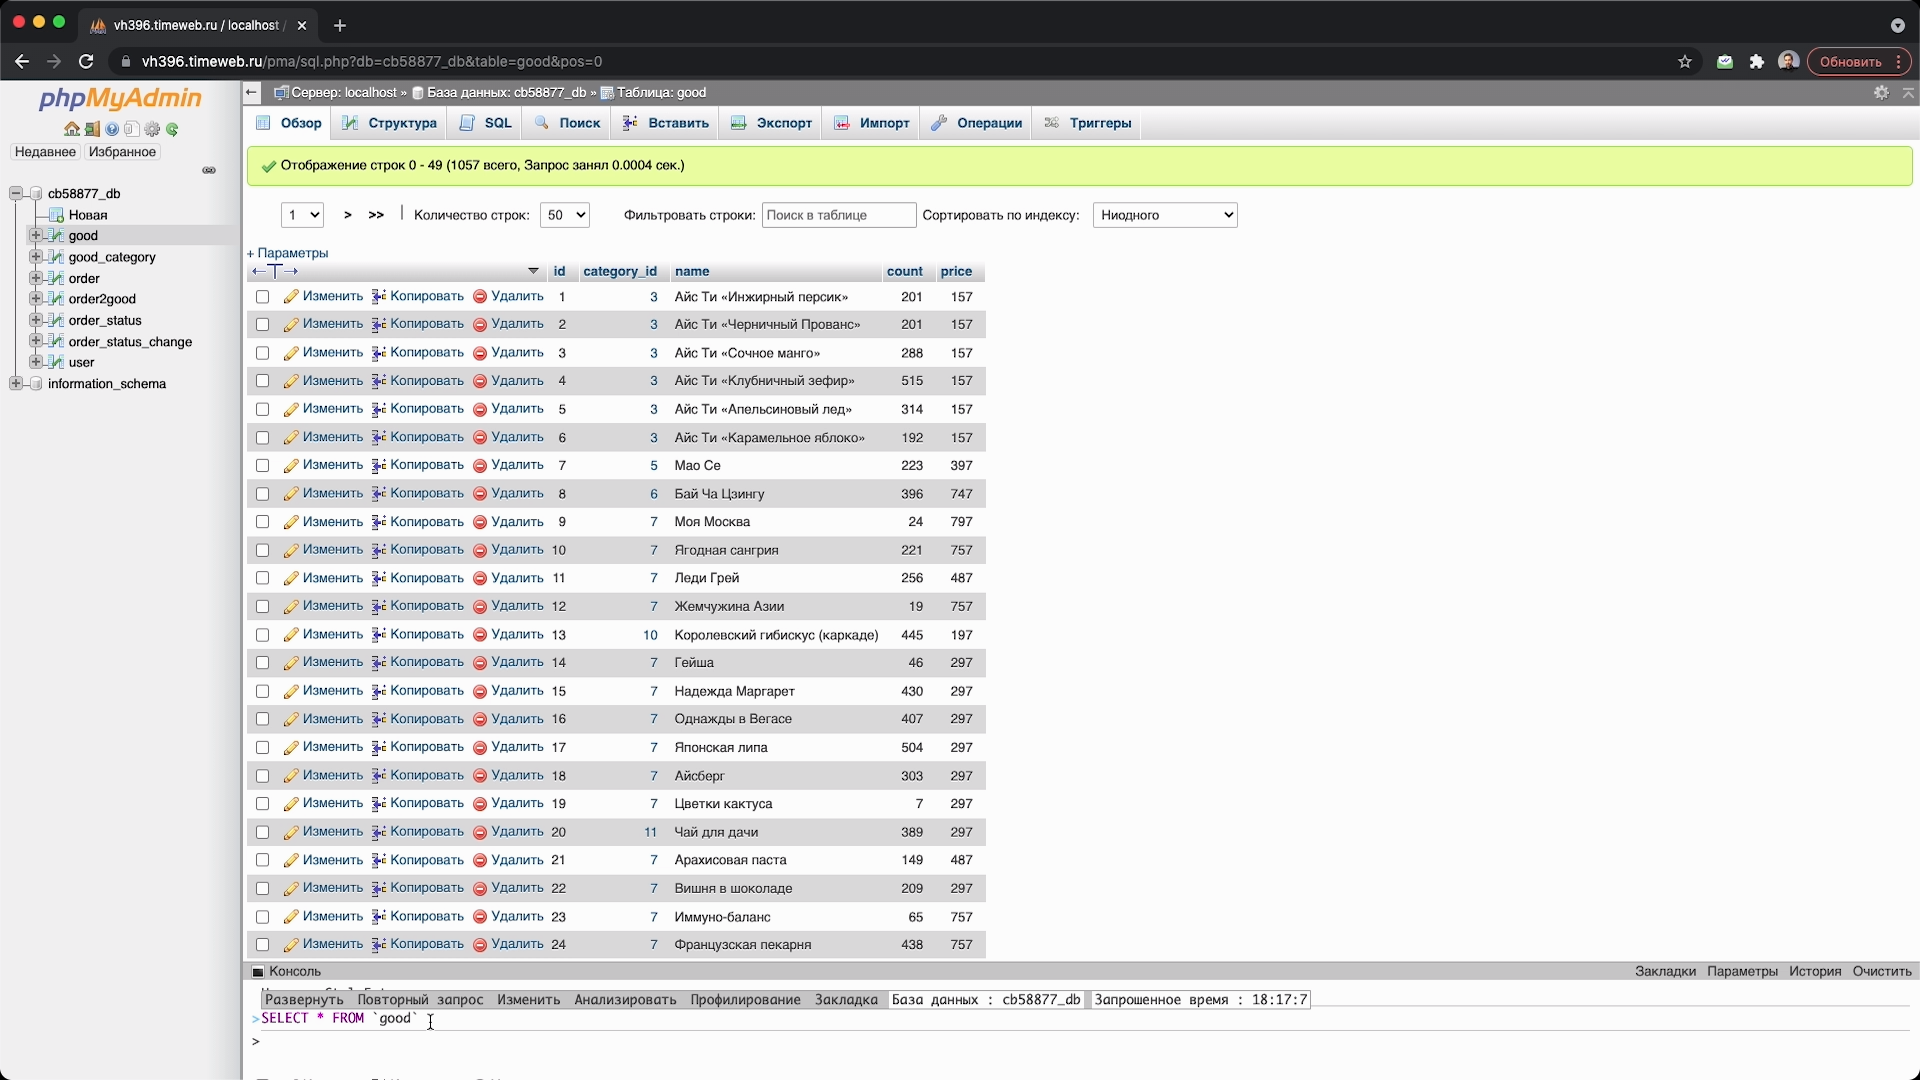 vh396.timeweb.ru / localhost /
vh396.timeweb.ru/pma/sql.php?db=cb58877_db&table=good&pos=0
Обновить
phpMyAdmin
Недавнее Избранное
cb58877_db
Новая
good
good_category
order
order2good
order_status
order_status_change
user
information_schema
Сервер: localhost » База данных: cb58877_db » Таблица: good
Обзор Структура SQL Поиск Вставить Экспорт Импорт Операции Триггеры
Отображение строк 0 - 49 (1057 всего, Запрос занял 0.0004 сек.)
1 > >> | Количество строк: 50 Фильтровать строки: Поиск в таблице Сортировать по индексу: Ниодного
+ Параметры
←T→ id category_id name count price
Изменить Копировать Удалить 1 3 Айс Ти «Инжирный персик» 201 157
Изменить Копировать Удалить 2 3 Айс Ти «Черничный Прованс» 201 157
Изменить Копировать Удалить 3 3 Айс Ти «Сочное манго» 288 157
Изменить Копировать Удалить 4 3 Айс Ти «Клубничный зефир» 515 157
Изменить Копировать Удалить 5 3 Айс Ти «Апельсиновый лед» 314 157
Изменить Копировать Удалить 6 3 Айс Ти «Карамельное яблоко» 192 157
Изменить Копировать Удалить 7 5 Мао Се 223 397
Изменить Копировать Удалить 8 6 Бай Ча Цзингу 396 747
Изменить Копировать Удалить 9 7 Моя Москва 24 797
Изменить Копировать Удалить 10 7 Ягодная сангрия 221 757
Изменить Копировать Удалить 11 7 Леди Грей 256 487
Изменить Копировать Удалить 12 7 Жемчужина Азии 19 757
Изменить Копировать Удалить 13 10 Королевский гибискус (каркаде) 445 197
Изменить Копировать Удалить 14 7 Гейша 46 297
Изменить Копировать Удалить 15 7 Надежда Маргарет 430 297
Изменить Копировать Удалить 16 7 Однажды в Вегасе 407 297
Изменить Копировать Удалить 17 7 Японская липа 504 297
Изменить Копировать Удалить 18 7 Айсберг 303 297
Изменить Копировать Удалить 19 7 Цветки кактуса 7 297
Изменить Копировать Удалить 20 11 Чай для дачи 389 297
Изменить Копировать Удалить 21 7 Арахисовая паста 149 487
Изменить Копировать Удалить 22 7 Вишня в шоколаде 209 297
Изменить Копировать Удалить 23 7 Иммуно-баланс 65 757
Изменить Копировать Удалить 24 7 Французская пекарня 438 757
Консоль Закладки Параметры История Очистить
Развернуть Повторный запрос Изменить Анализировать Профилирование Закладка База данных : cb58877_db Запрошенное время : 18:17:7
>SELECT * FROM `good`
>